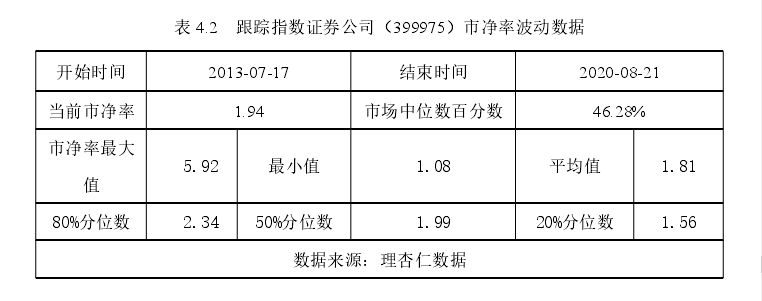 表 4.2 跟踪指数证券公司（399975）市净率波动数据
开始时间 2013-07-17 结束时间 2020-08-21
当前市净率 1.94 市场中位数百分数 46.28%
市净率最大
值 5.92 最小值 1.08 平均值 1.81
80%分位数 2.34 50%分位数 1.99 20%分位数 1.56
数据来源：理杏仁数据